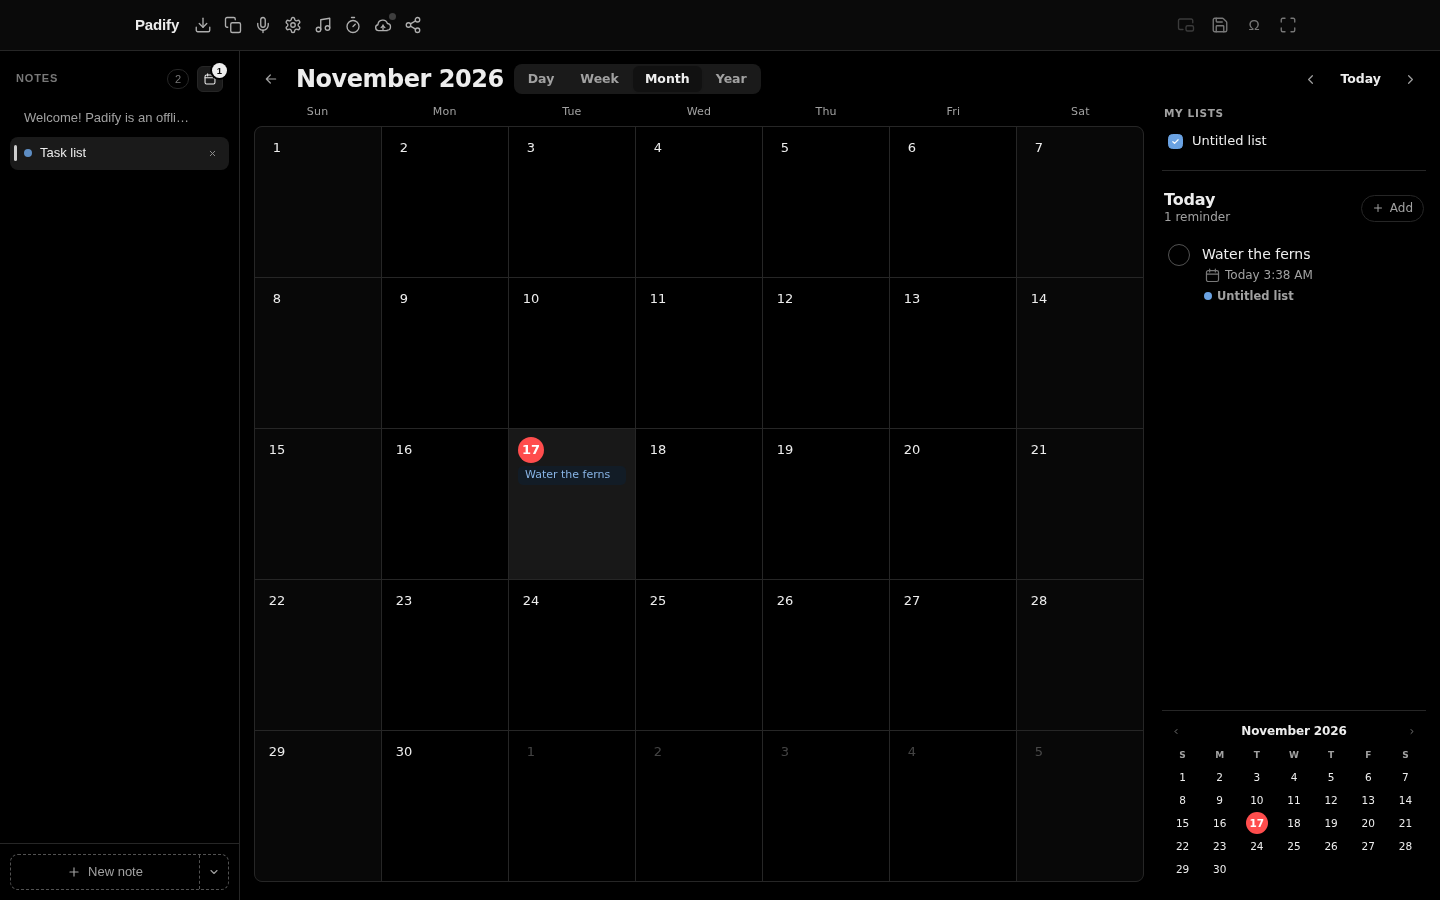 Padify
Ω
NOTES
2
1
Welcome! Padify is an offli…
Task list
New note
November 2026
Day Week Month Year
Today
Sun Mon Tue Wed Thu Fri Sat
1 2 3 4 5 6 7
8 9 10 11 12 13 14
15 16 17 18 19 20 21
Water the ferns
22 23 24 25 26 27 28
29 30 1 2 3 4 5
MY LISTS
Untitled list
Today
1 reminder
Add
Water the ferns
Today 3:38 AM
Untitled list
November 2026
S M T W T F S
1 2 3 4 5 6 7
8 9 10 11 12 13 14
15 16 17 18 19 20 21
22 23 24 25 26 27 28
29 30